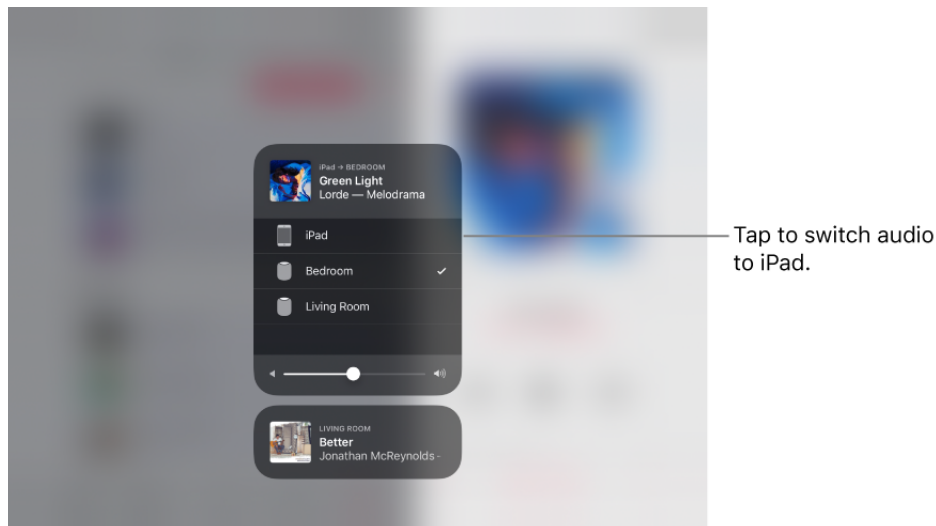 iPad → BEDROOM
Green Light
Lorde — Melodrama
iPad
Bedroom
Living Room
LIVING ROOM
Better
Jonathan McReynolds -
Tap to switch audio
to iPad.